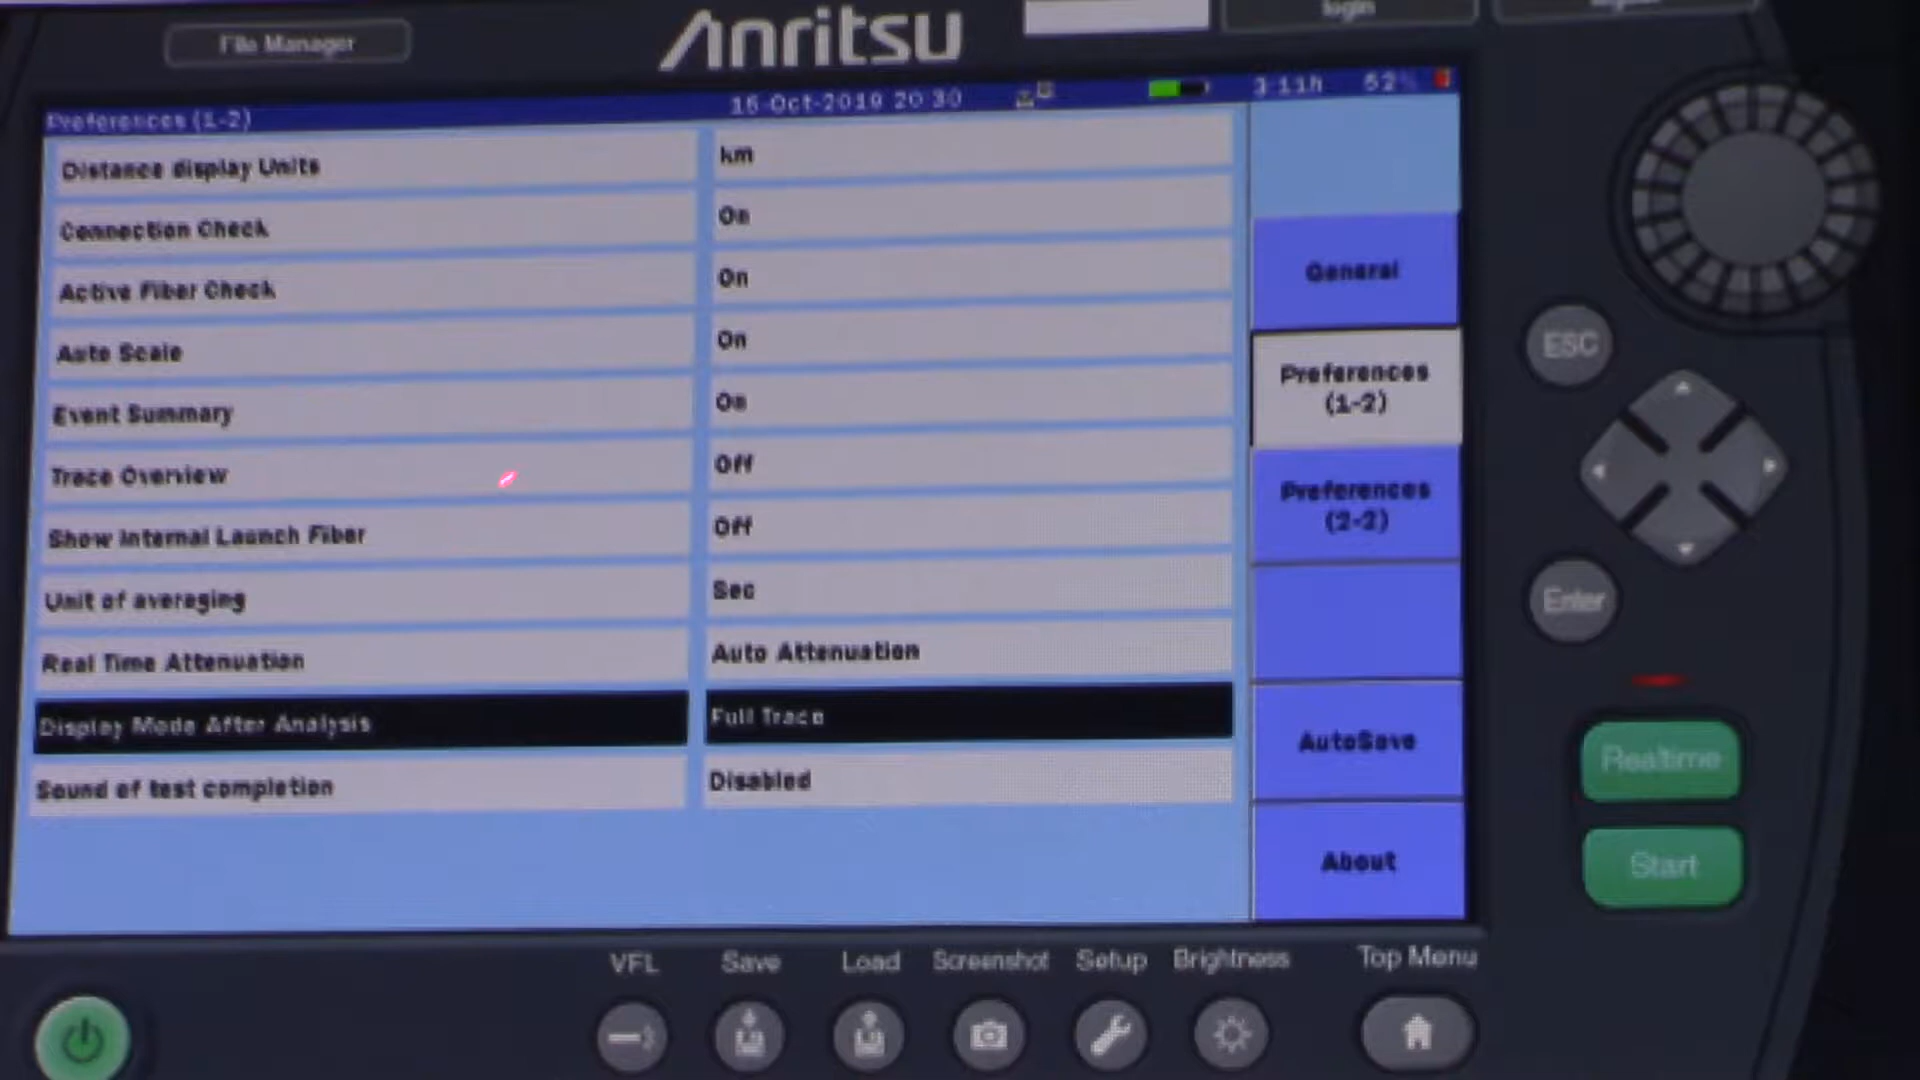 File Manager
Anritsu
login
Preferences (1-2)
16-Oct-2019 20:30
3:11h
52%
Distance display Units
km
Connection Check
On
Active Fiber Check
On
Auto Scale
On
Event Summary
On
Trace Overview
Off
Show Internal Launch Fiber
Off
Unit of averaging
Sec
Real Time Attenuation
Auto Attenuation
Display Mode After Analysis
Full Trace
Sound of test completion
Disabled
General
Preferences
(1-2)
Preferences
(2-2)
AutoSave
About
ESC
Enter
Realtime
Start
VFL
Save
Load
Screenshot
Setup
Brightness
Top Menu